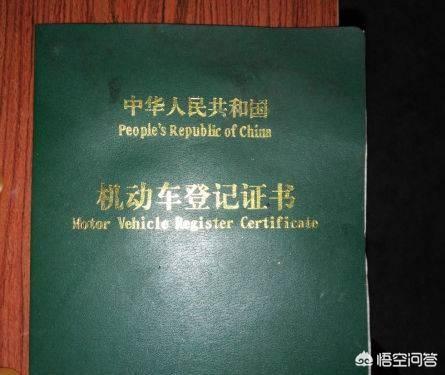 中华人民共和国
People's Republic of China
机动车登记证书
Motor Vehicle Register Certificate
悟空问答